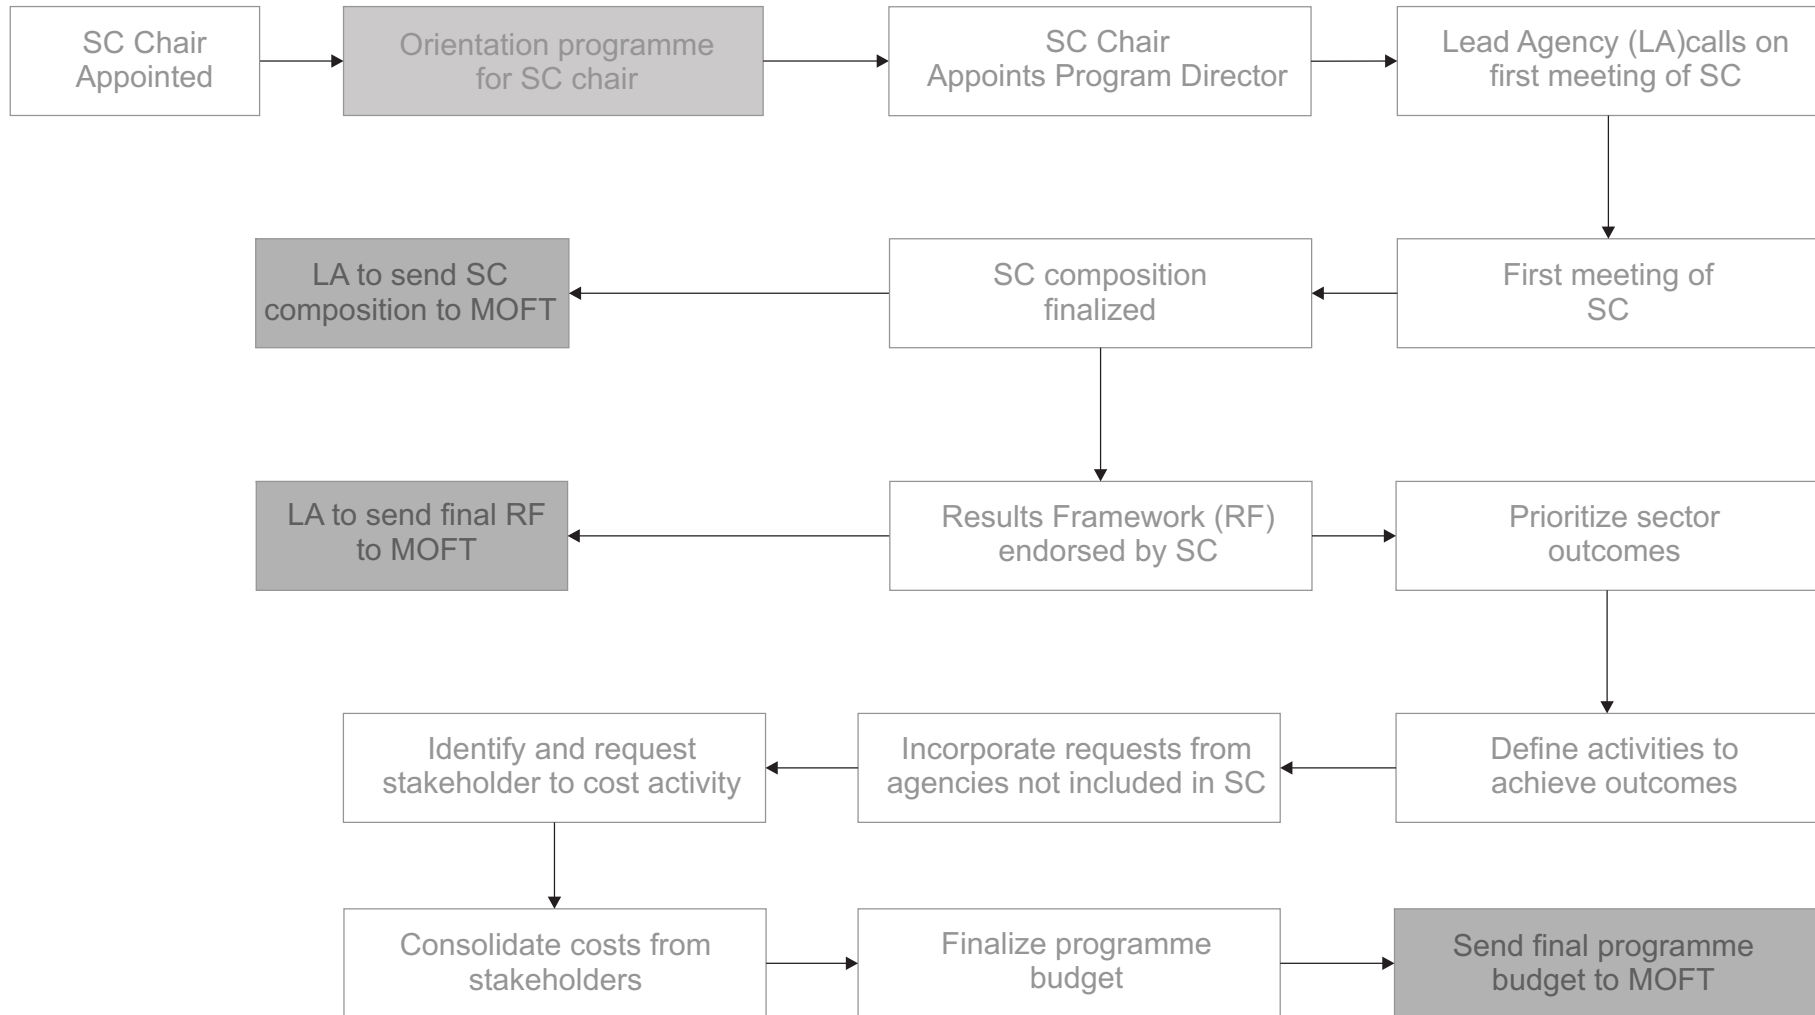 SC Chair
Appointed
Orientation programme
for SC chair
SC Chair
Appoints Program Director
Lead Agency (LA)calls on
first meeting of SC
LA to send SC
composition to MOFT
SC composition
finalized
First meeting of
SC
LA to send final RF
to MOFT
Results Framework (RF)
endorsed by SC
Prioritize sector
outcomes
Identify and request
stakeholder to cost activity
Incorporate requests from
agencies not included in SC
Define activities to
achieve outcomes
Consolidate costs from
stakeholders
Finalize programme
budget
Send final programme
budget to MOFT